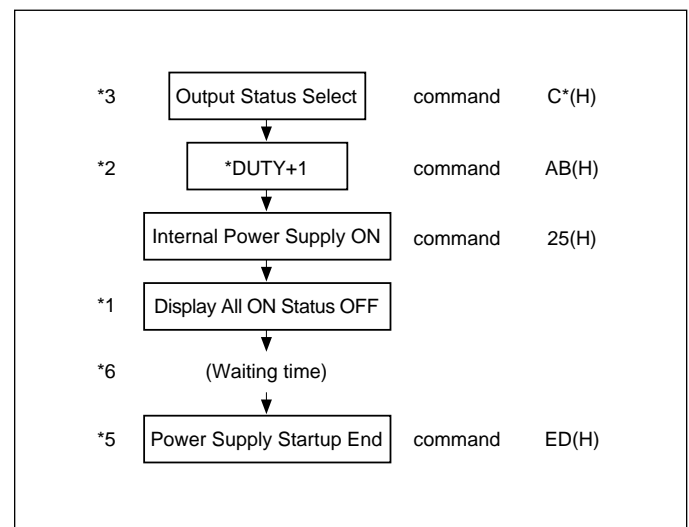 *3 Output Status Select command C*(H)
*2 *DUTY+1 command AB(H)
Internal Power Supply ON command 25(H)
*1 Display All ON Status OFF
*6 (Waiting time)
*5 Power Supply Startup End command ED(H)